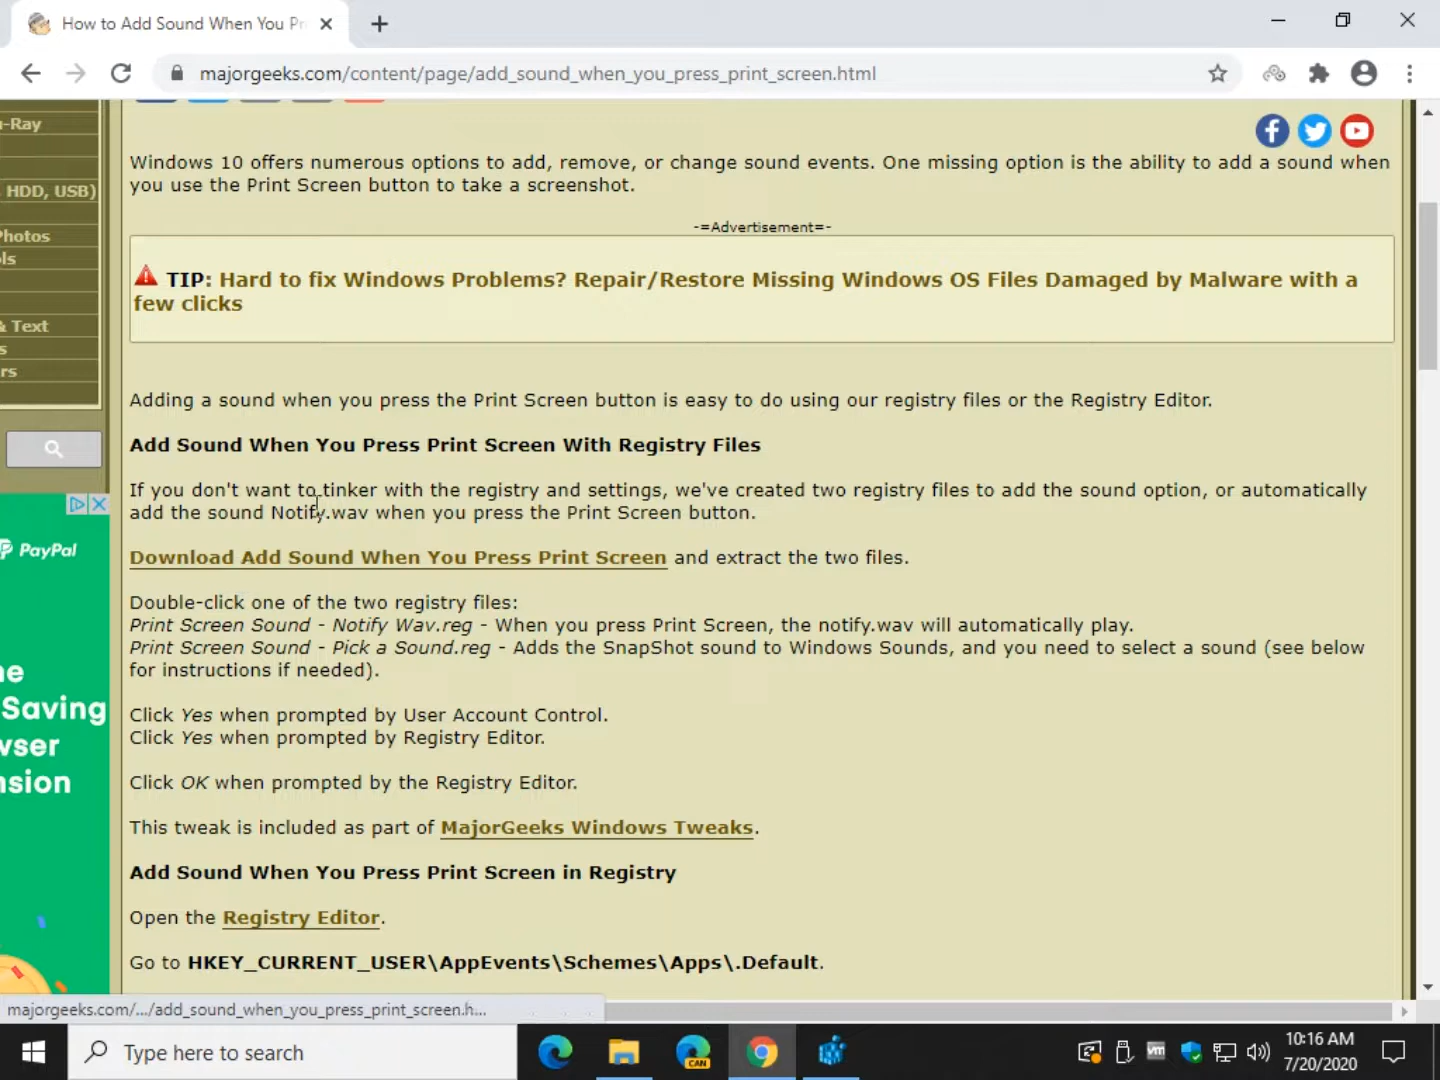 How to Add Sound When You Pr
majorgeeks.com/content/page/add_sound_when_you_press_print_screen.html
-Ray
HDD, USB)
Photos
ls
& Text
s
rs
PayPal
ne
Saving
wser
nsion
Windows 10 offers numerous options to add, remove, or change sound events. One missing option is the ability to add a sound when
you use the Print Screen button to take a screenshot.
-=Advertisement=-
TIP: Hard to fix Windows Problems? Repair/Restore Missing Windows OS Files Damaged by Malware with a
few clicks
Adding a sound when you press the Print Screen button is easy to do using our registry files or the Registry Editor.
Add Sound When You Press Print Screen With Registry Files
If you don't want to tinker with the registry and settings, we've created two registry files to add the sound option, or automatically
add the sound Notify.wav when you press the Print Screen button.
Download Add Sound When You Press Print Screen and extract the two files.
Double-click one of the two registry files:
Print Screen Sound - Notify Wav.reg - When you press Print Screen, the notify.wav will automatically play.
Print Screen Sound - Pick a Sound.reg - Adds the SnapShot sound to Windows Sounds, and you need to select a sound (see below
for instructions if needed).
Click Yes when prompted by User Account Control.
Click Yes when prompted by Registry Editor.
Click OK when prompted by the Registry Editor.
This tweak is included as part of MajorGeeks Windows Tweaks.
Add Sound When You Press Print Screen in Registry
Open the Registry Editor.
Go to HKEY_CURRENT_USER\AppEvents\Schemes\Apps\.Default.
majorgeeks.com/.../add_sound_when_you_press_print_screen.h...
Type here to search
CAN
vm
10:16 AM
7/20/2020